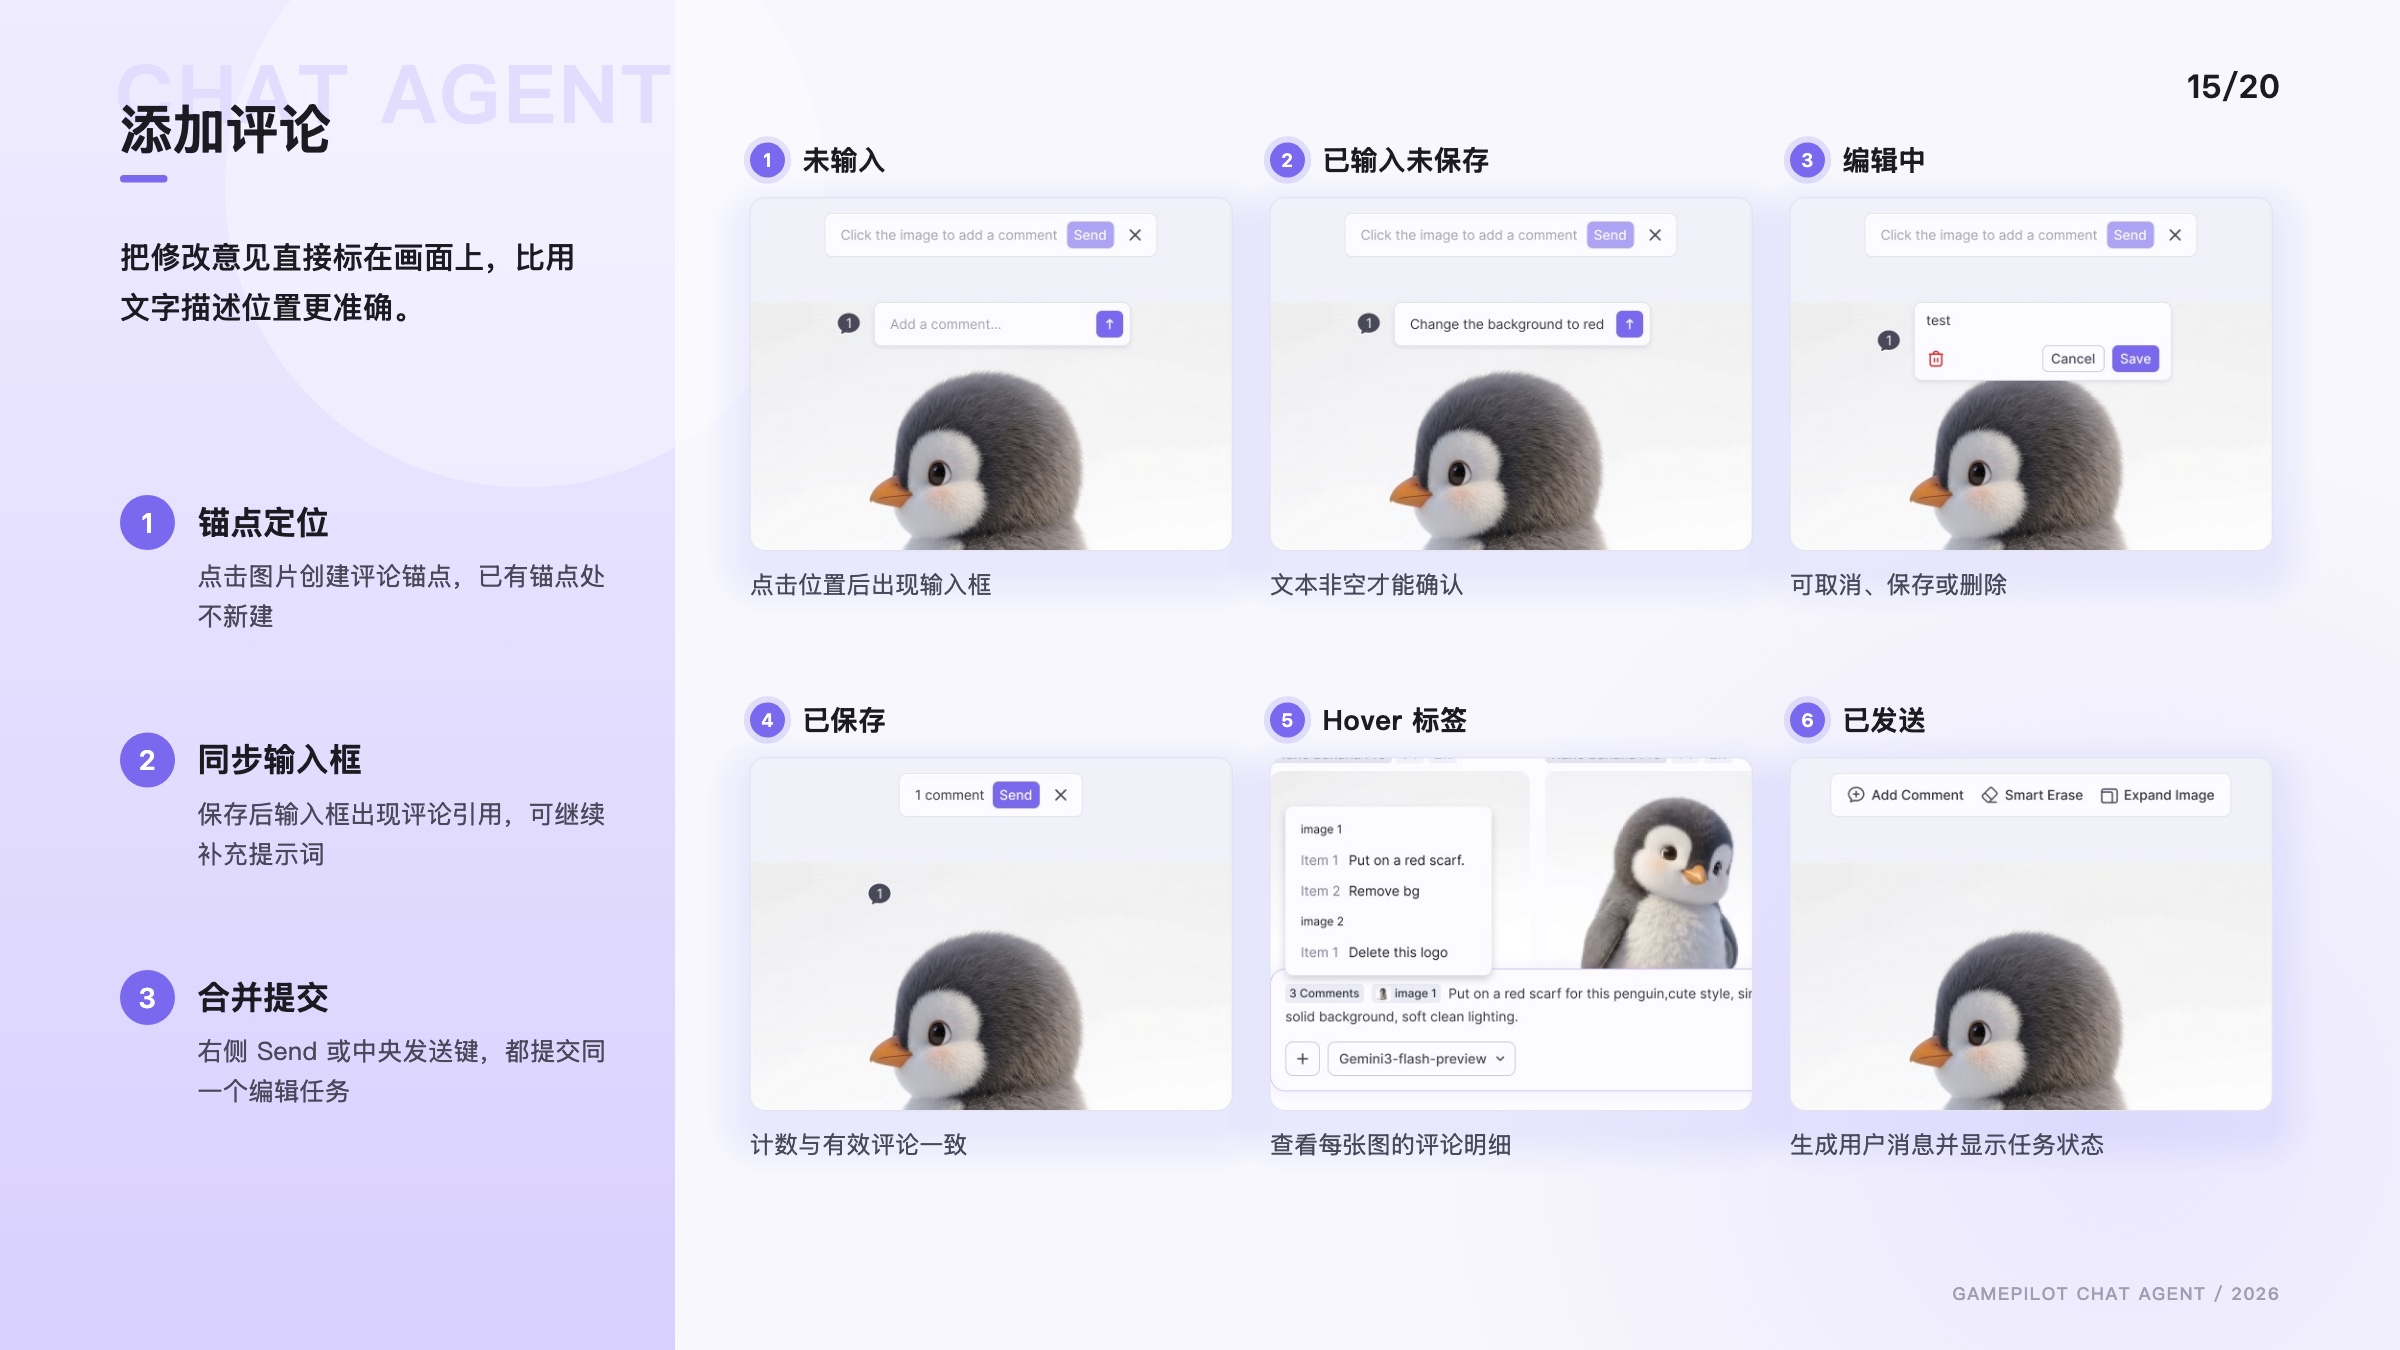 CHAT AGENT
添加评论
把修改意见直接标在画面上，比用
文字描述位置更准确。
1 锚点定位
点击图片创建评论锚点，已有锚点处
不新建
2 同步输入框
保存后输入框出现评论引用，可继续
补充提示词
3 合并提交
右侧 Send 或中央发送键，都提交同
一个编辑任务
15/20
1 未输入
Click the image to add a comment Send
1 Add a comment...
点击位置后出现输入框
2 已输入未保存
Click the image to add a comment Send
1 Change the background to red
文本非空才能确认
3 编辑中
Click the image to add a comment Send
test
1
Cancel Save
可取消、保存或删除
4 已保存
1 comment Send
1
计数与有效评论一致
5 Hover 标签
image 1
Item 1 Put on a red scarf.
Item 2 Remove bg
image 2
Item 1 Delete this logo
3 Comments image 1 Put on a red scarf for this penguin,cute style,
solid background, soft clean lighting.
Gemini3-flash-preview
查看每张图的评论明细
6 已发送
Add Comment Smart Erase Expand Image
生成用户消息并显示任务状态
GAMEPILOT CHAT AGENT / 2026